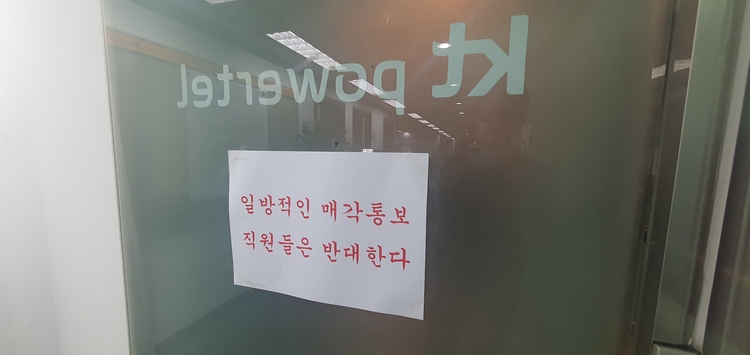 kt powertel
일방적인 매각통보
직원들은 반대한다